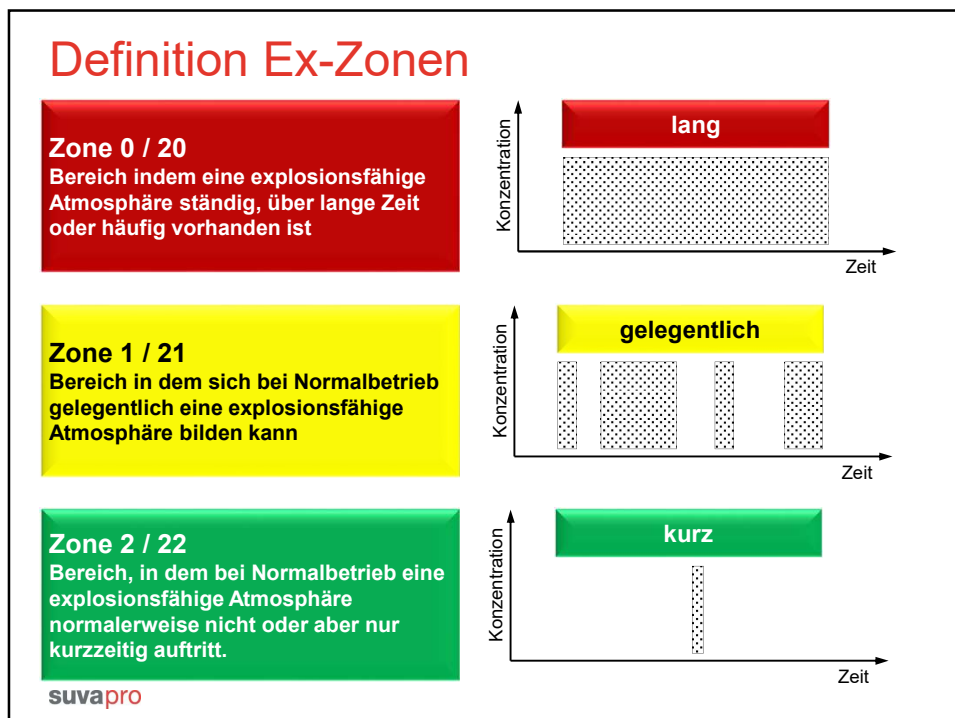 Definition Ex-Zonen
Zone 0 / 20
Bereich indem eine explosionsfähige
Atmosphäre ständig, über lange Zeit
oder häufig vorhanden ist
lang
Konzentration
Zeit
Zone 1 / 21
Bereich in dem sich bei Normalbetrieb
gelegentlich eine explosionsfähige
Atmosphäre bilden kann
gelegentlich
Konzentration
Zeit
Zone 2 / 22
Bereich, in dem bei Normalbetrieb eine
explosionsfähige Atmosphäre
normalerweise nicht oder aber nur
kurzzeitig auftritt.
kurz
Konzentration
Zeit
suvapro